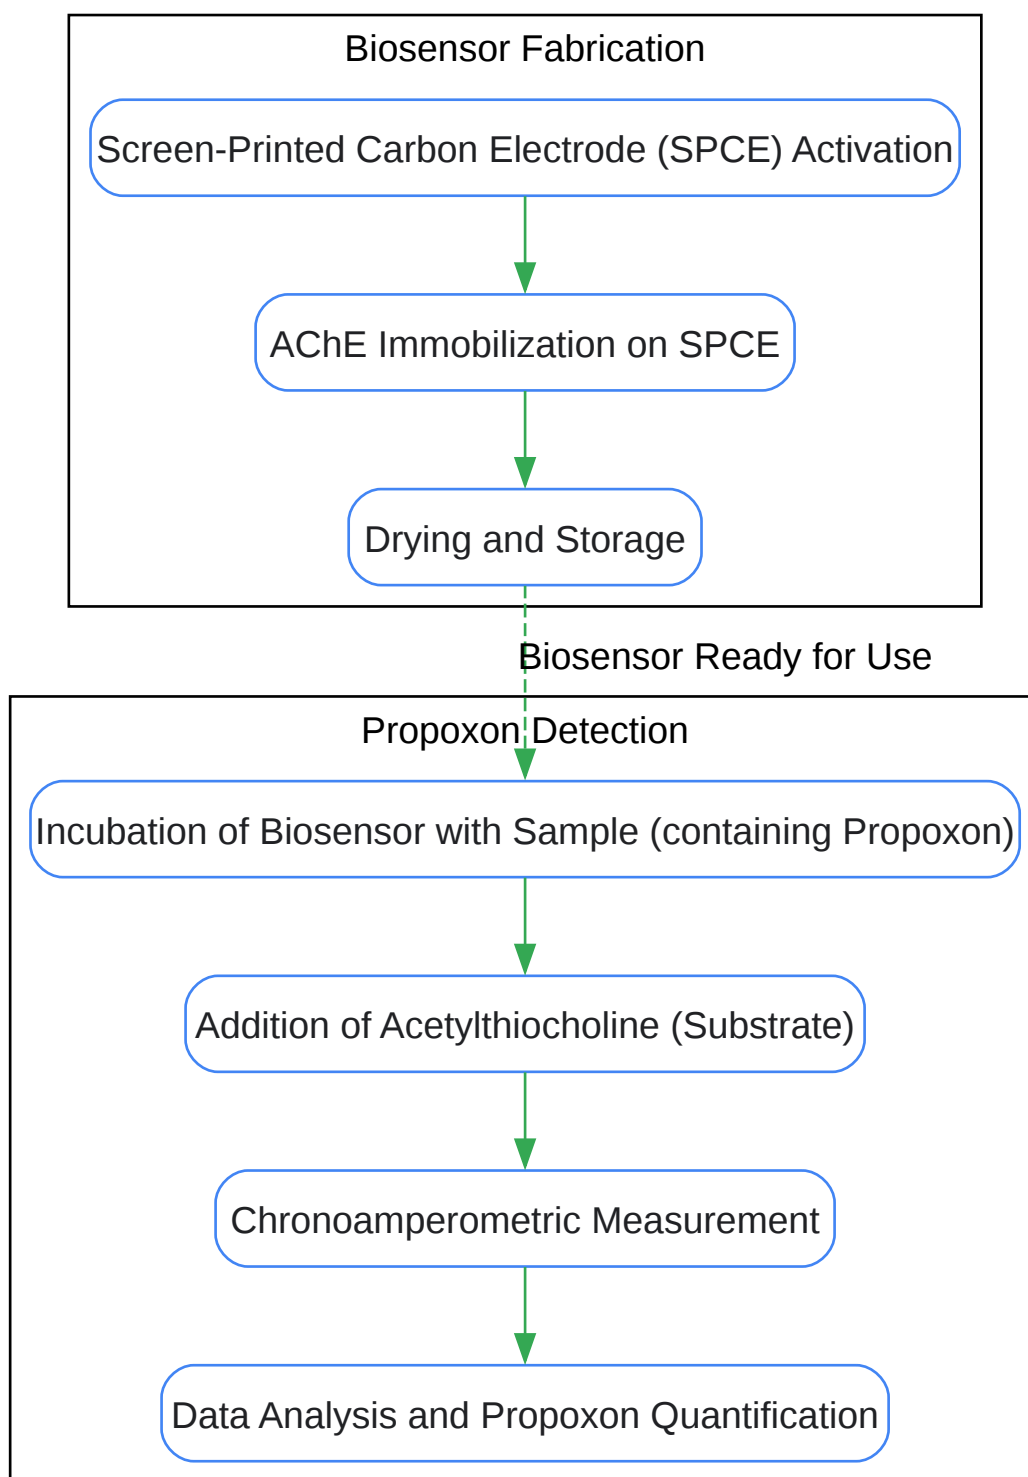 Biosensor Fabrication
Screen-Printed Carbon Electrode (SPCE) Activation
AChE Immobilization on SPCE
Drying and Storage
Biosensor Ready for Use
Propoxon Detection
Incubation of Biosensor with Sample (containing Propoxon)
Addition of Acetylthiocholine (Substrate)
Chronoamperometric Measurement
Data Analysis and Propoxon Quantification